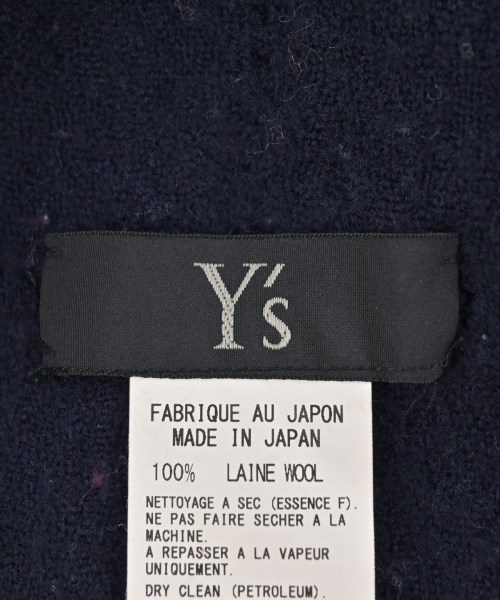 Y's
FABRIQUE AU JAPON
MADE IN JAPAN
100% LAINE WOOL
NETTOYAGE A SEC (ESSENCE F).
NE PAS FAIRE SECHER A LA
MACHINE.
A REPASSER A LA VAPEUR
UNIQUEMENT.
DRY CLEAN (PETROLEUM).